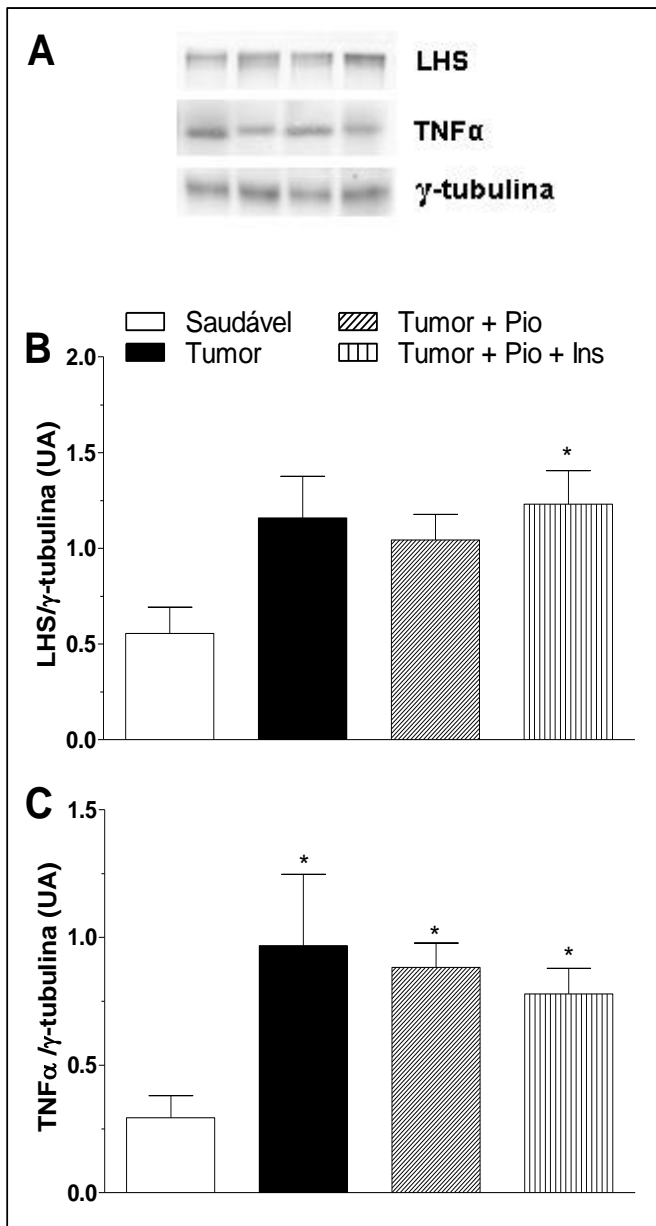 A
LHS
TNFα
γ-tubulina
Saudável
Tumor + Pio
Tumor
Tumor + Pio + Ins
B
2.0
1.5
1.0
0.5
0.0
LHS/γ-tubulina (UA)
*
C
1.5
1.0
0.5
0.0
TNFα /γ-tubulina (UA)
*
*
*